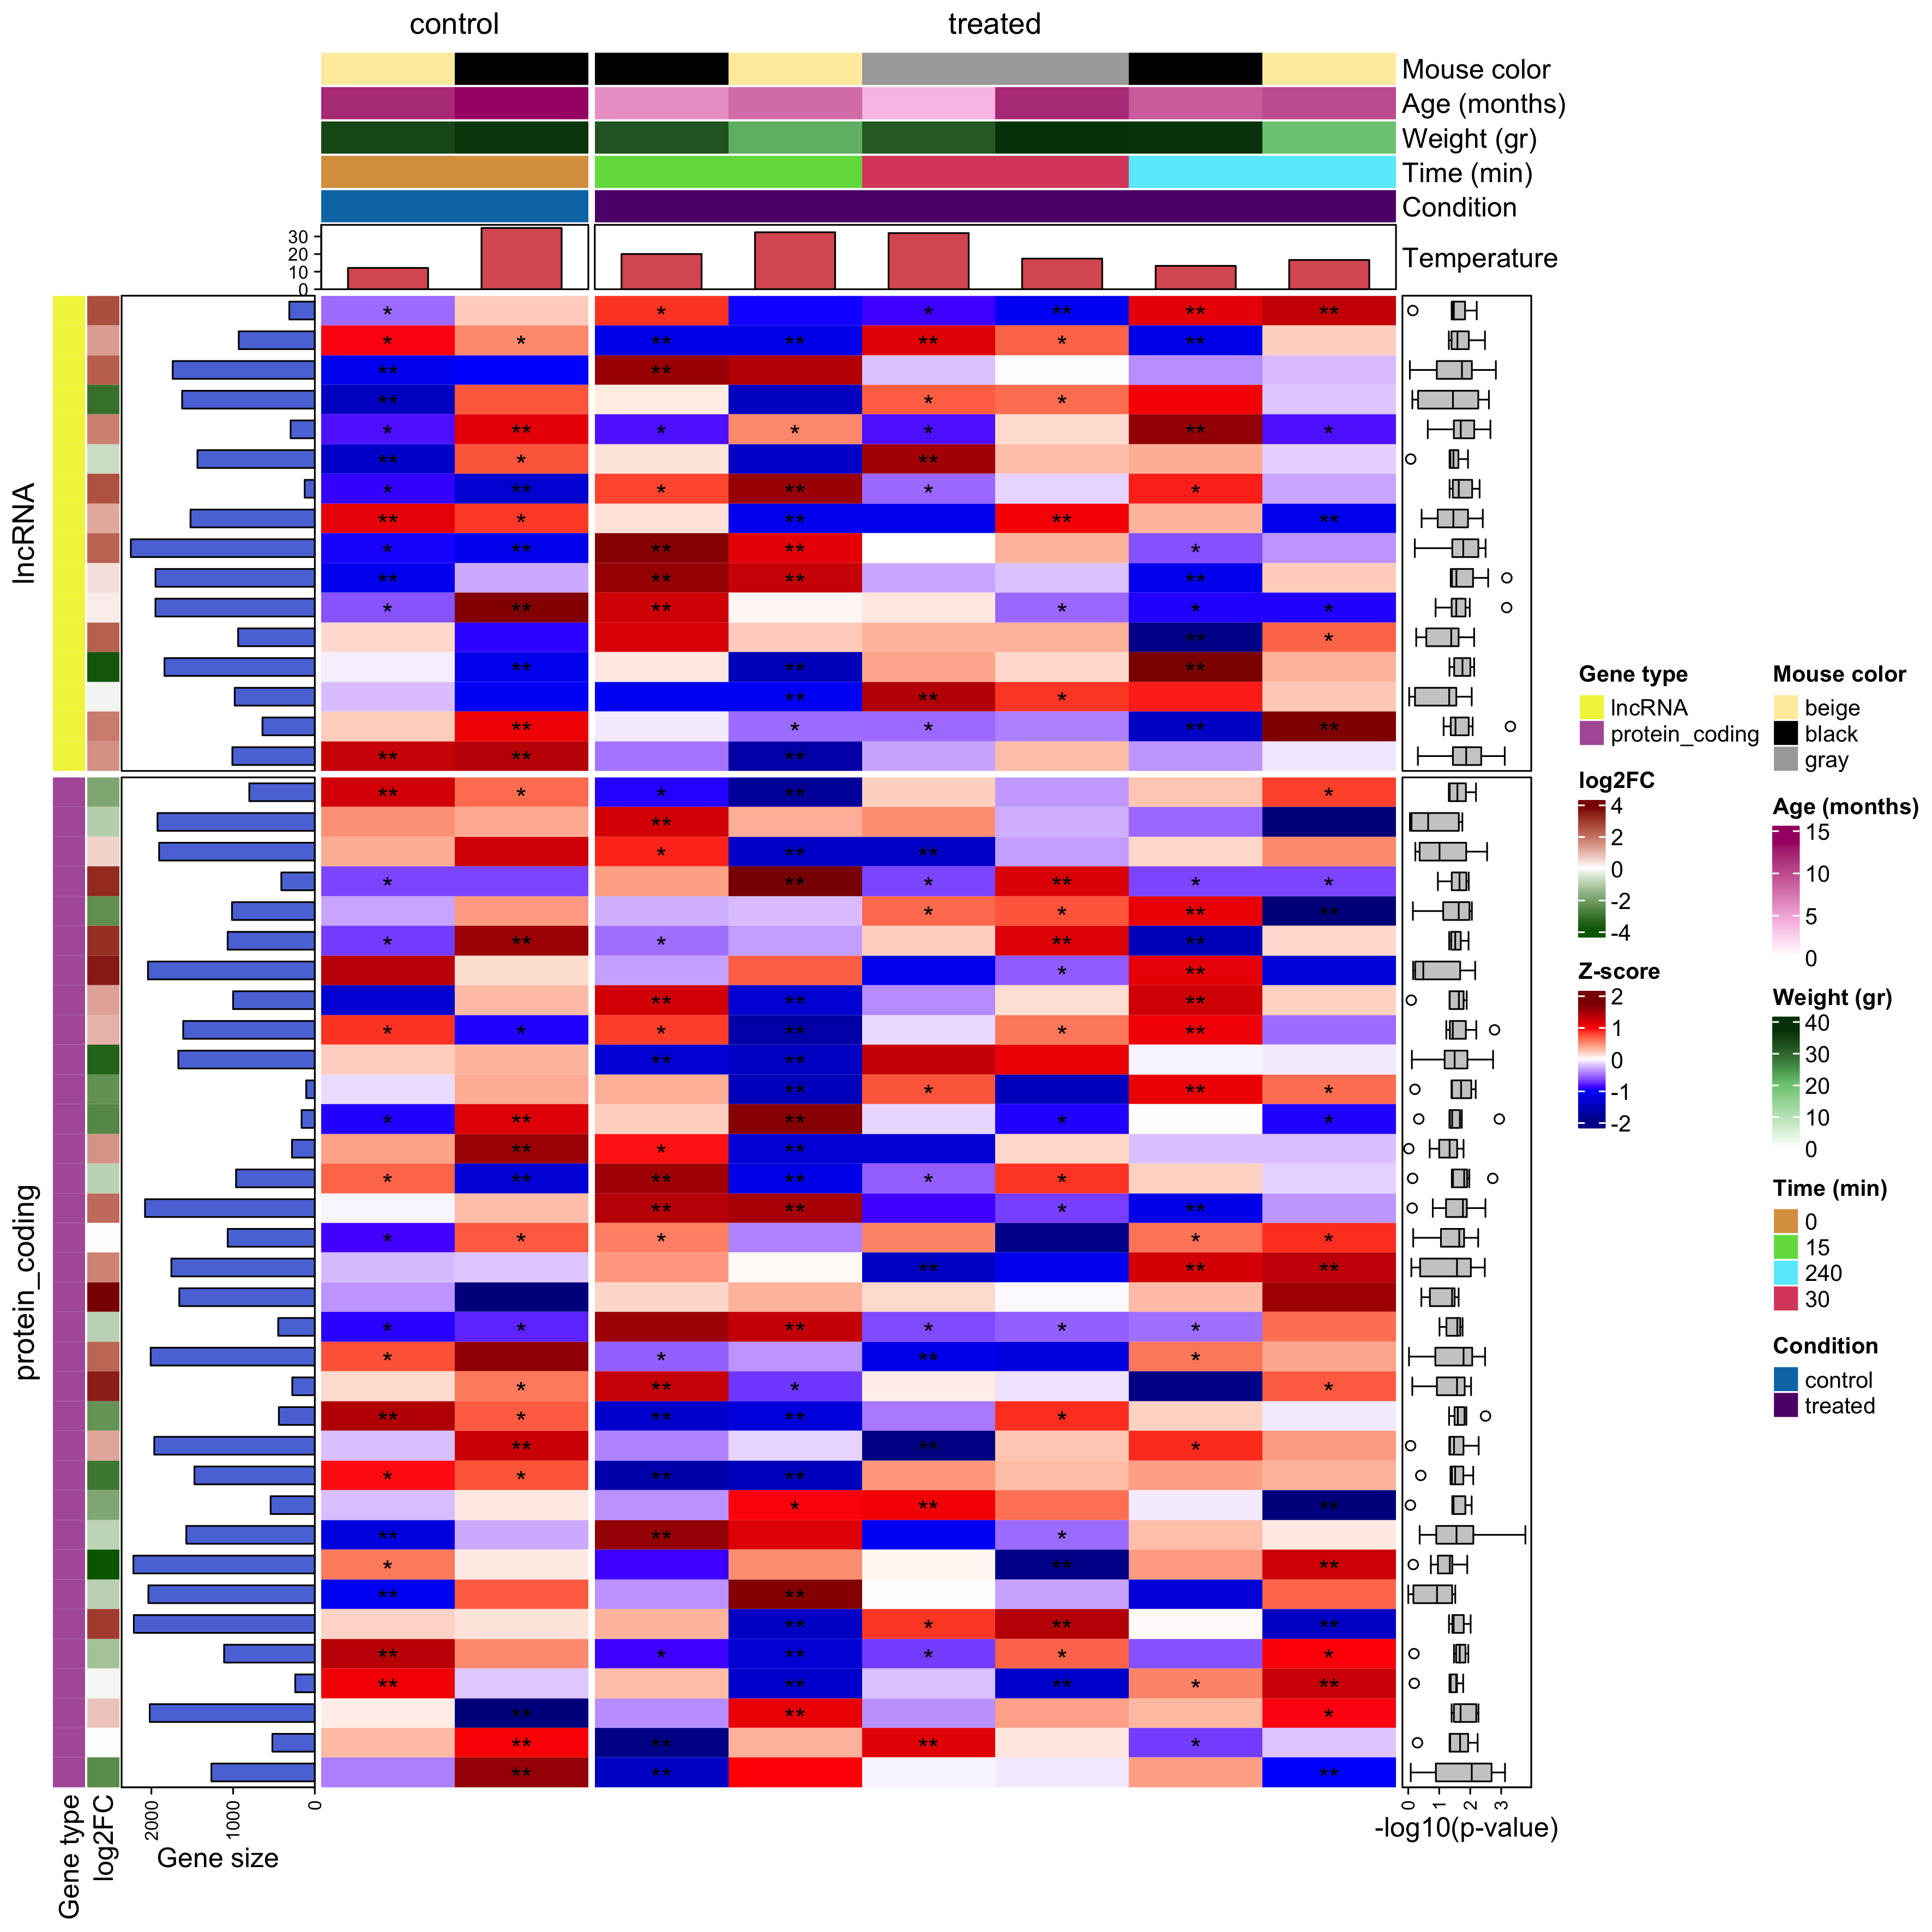 control treated
Mouse color
Age (months)
Weight (gr)
Time (min)
Condition
30
20
10
0
Temperature
lncRNA
* * * ** ** **
* * ** ** ** * **
** **
** * *
* ** * * * ** *
** * **
* ** * ** * *
** * ** ** **
* ** ** ** *
** ** ** **
* ** ** * * *
** *
** ** **
** ** *
** * * ** **
** ** **
protein_coding
** * * ** *
**
* ** **
* ** * ** * *
* * ** **
* ** * ** **
* **
** ** **
* * * ** * **
** **
** * ** *
* ** ** * *
** * **
* ** ** ** * *
** ** * **
* * * * *
** ** **
* * ** * * *
* * ** *
* ** * *
** * ** ** *
** ** *
* * ** **
* ** **
** ** *
* ** **
** **
** * ** **
** * ** * * *
** ** ** * **
** ** *
** ** ** *
** ** **
Gene type
log2FC
2000
1000
0
Gene size
0
1
2
3
-log10(p-value)
Gene type
lncRNA
protein_coding
log2FC
4
2
0
-2
-4
Z-score
2
1
0
-1
-2
Mouse color
beige
black
gray
Age (months)
15
10
5
0
Weight (gr)
40
30
20
10
0
Time (min)
0
15
240
30
Condition
control
treated